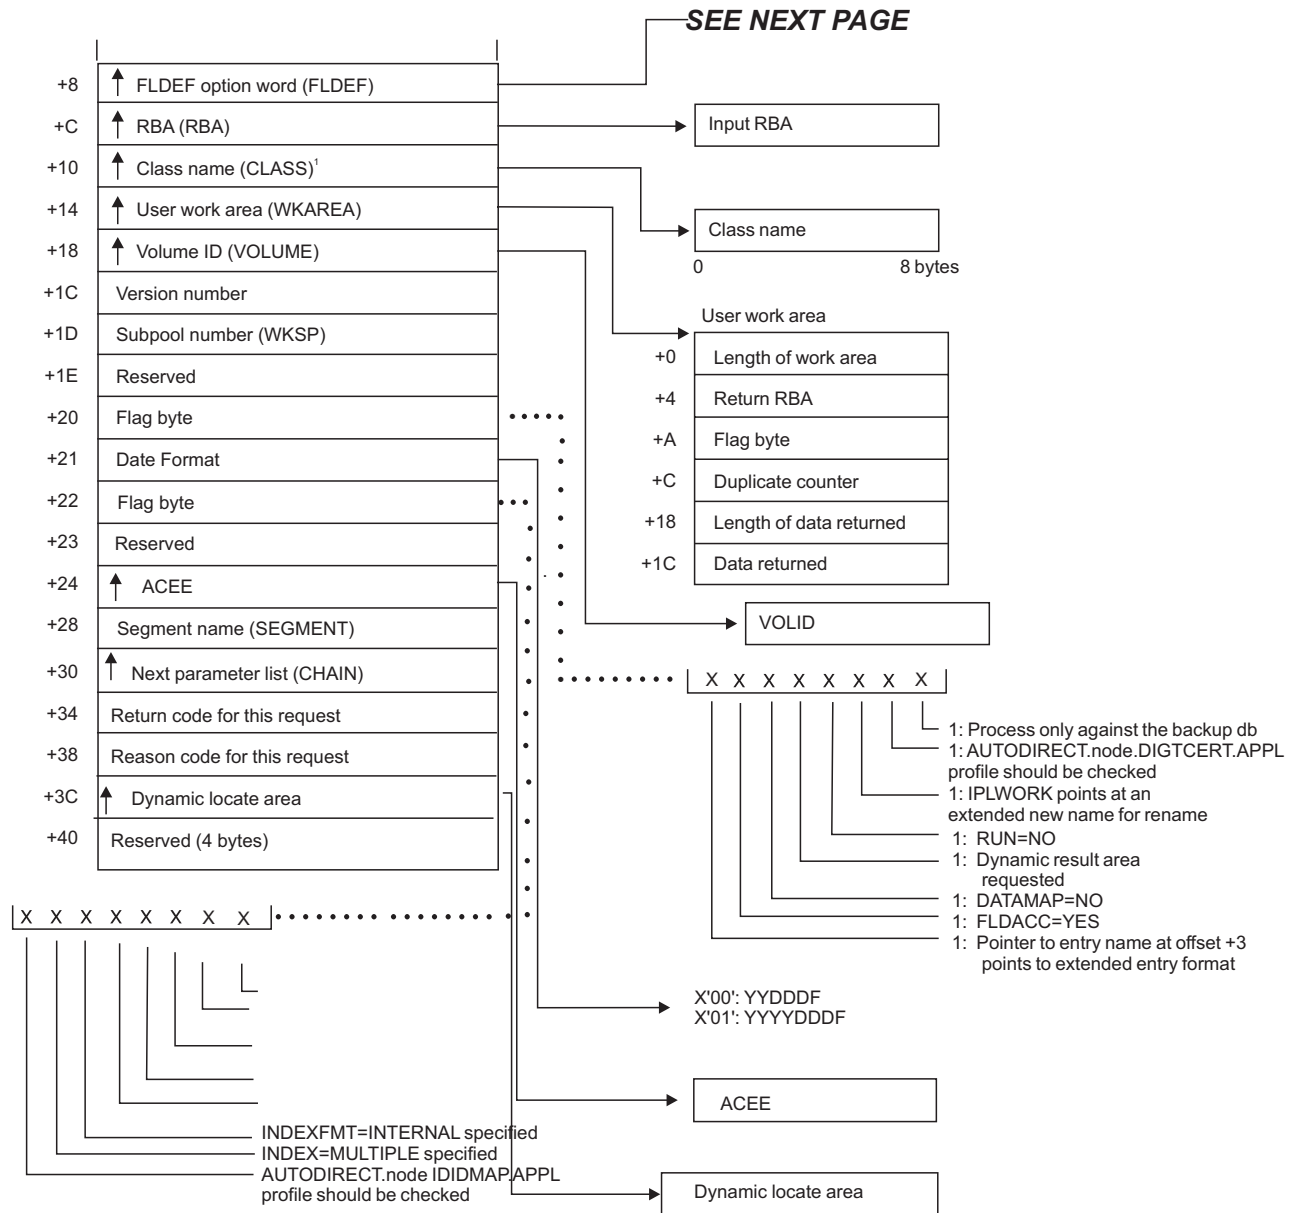 SEE NEXT PAGE
+8 FLDEF option word (FLDEF)
+C RBA (RBA)
+10 Class name (CLASS)¹
+14 User work area (WKAREA)
+18 Volume ID (VOLUME)
+1C Version number
+1D Subpool number (WKSP)
+1E Reserved
+20 Flag byte
+21 Date Format
+22 Flag byte
+23 Reserved
+24 ACEE
+28 Segment name (SEGMENT)
+30 Next parameter list (CHAIN)
+34 Return code for this request
+38 Reason code for this request
+3C Dynamic locate area
+40 Reserved (4 bytes)
Input RBA
Class name
0 8 bytes
User work area
+0 Length of work area
+4 Return RBA
+A Flag byte
+C Duplicate counter
+18 Length of data returned
+1C Data returned
VOLID
X X X X X X X X
1: Process only against the backup db
1: AUTODIRECT.node.DIGTCERT.APPL
profile should be checked
1: IPLWORK points at an
extended new name for rename
1: RUN=NO
1: Dynamic result area
requested
1: DATAMAP=NO
1: FLDACC=YES
1: Pointer to entry name at offset +3
points to extended entry format
X X X X X X X X
INDEXFMT=INTERNAL specified
INDEX=MULTIPLE specified
AUTODIRECT.node IDIDMAP.APPL
profile should be checked
X'00': YYDDDF
X'01': YYYYDDDF
ACEE
Dynamic locate area